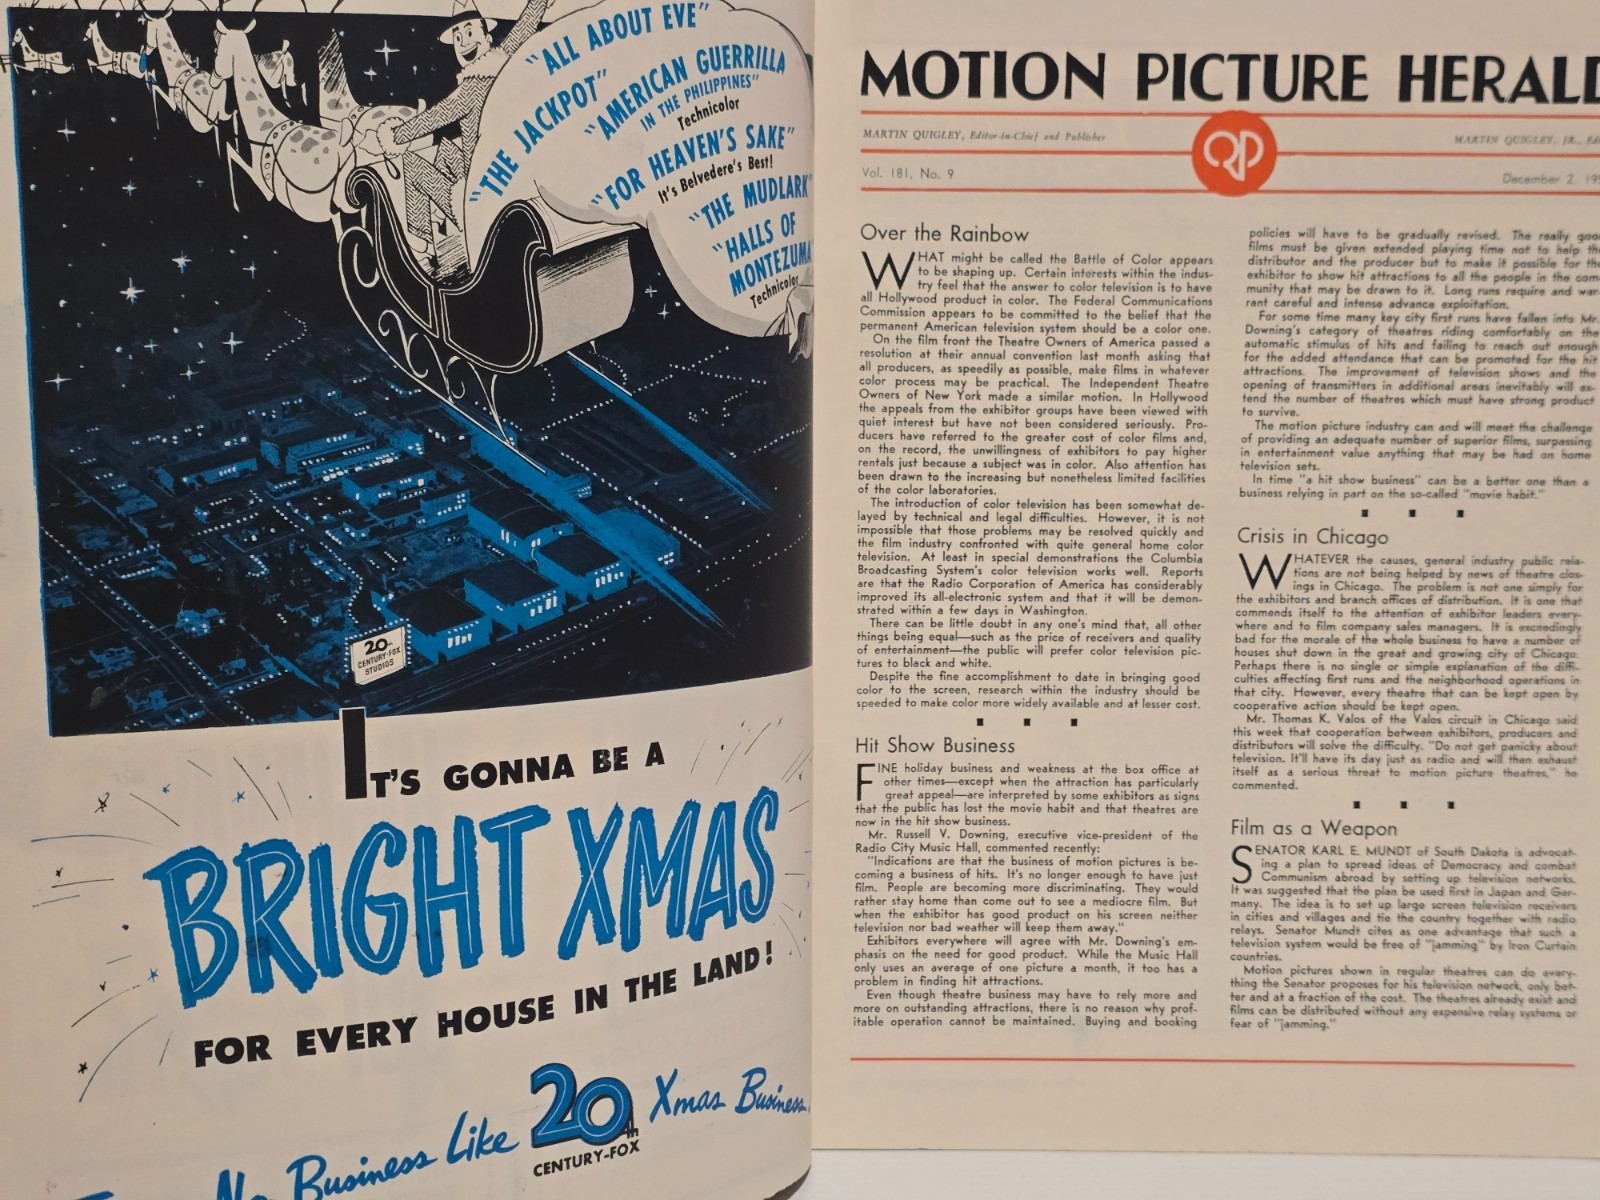 "ALL ABOUT EVE"
"THE JACKPOT"
"AMERICAN GUERRILLA
IN THE PHILIPPINES"
Technicolor
"FOR HEAVEN'S SAKE"
It's Belvedere's Best!
"THE MUDLARK"
"HALLS OF
MONTEZUMA
Technicolor
20th
CENTURY-FOX
STUDIOS
IT'S GONNA BE A
BRIGHT XMAS
FOR EVERY HOUSE IN THE LAND!
No Business Like 20th Xmas Business
CENTURY-FOX
MOTION PICTURE HERALD
MARTIN QUIGLEY, Editor-in-Chief and Publisher
MARTIN QUIGLEY, JR.,
QP
Vol. 181, No. 9
December 2, 195
Over the Rainbow
WHAT might be called the Battle of Color appears
to be shaping up. Certain interests within the indus-
try feel that the answer to color television is to have
all Hollywood product in color. The Federal Communications
Commission appears to be committed to the belief that the
permanent American television system should be a color one.
On the film front the Theatre Owners of America passed a
resolution at their annual convention last month asking that
all producers, as speedily as possible, make films in whatever
color process may be practical. The Independent Theatre
Owners of New York made a similar motion. In Hollywood
the appeals from the exhibitor groups have been viewed with
quiet interest but have not been considered seriously. Pro-
ducers have referred to the greater cost of color films and,
on the record, the unwillingness of exhibitors to pay higher
rentals just because a subject was in color. Also attention has
been drawn to the increasing but nonetheless limited facilities
of the color laboratories.
The introduction of color television has been somewhat de-
layed by technical and legal difficulties. However, it is not
impossible that those problems may be resolved quickly and
the film industry confronted with quite general home color
television. At least in special demonstrations the Columbia
Broadcasting System's color television works well. Reports
are that the Radio Corporation of America has considerably
improved its all-electronic system and that it will be demon-
strated within a few days in Washington.
There can be little doubt in any one's mind that, all other
things being equal—such as the price of receivers and quality
of entertainment—the public will prefer color television pic-
tures to black and white.
Despite the fine accomplishment to date in bringing good
color to the screen, research within the industry should be
speeded to make color more widely available and at lesser cost.
Hit Show Business
FINE holiday business and weakness at the box office at
other times—except when the attraction has particularly
great appeal—are interpreted by some exhibitors as signs
that the public has lost the movie habit and that theatres are
now in the hit show business.
Mr. Russell V. Downing, executive vice-president of the
Radio City Music Hall, commented recently:
"Indications are that the business of motion pictures is be-
coming a business of hits. It's no longer enough to have just
film. People are becoming more discriminating. They would
rather stay home than come out to see a mediocre film. But
when the exhibitor has good product on his screen neither
television nor bad weather will keep them away."
Exhibitors everywhere will agree with Mr. Downing's em-
phasis on the need for good product. While the Music Hall
only uses an average of one picture a month, it too has a
problem in finding hit attractions.
Even though theatre business may have to rely more and
more on outstanding attractions, there is no reason why prof-
itable operation cannot be maintained. Buying and booking
policies will have to be gradually revised. The really good
films must be given extended playing time not to help the
distributor and the producer but to make it possible for the
exhibitor to show hit attractions to all the people in the com-
munity that may be drawn to it. Long runs require and war-
rant careful and intense advance exploitation.
For some time many key city first runs have fallen into Mr.
Downing's category of theatres riding comfortably on the
automatic stimulus of hits and failing to reach out enough
for the added attendance that can be promoted for the hit
attractions. The improvement of television shows and the
opening of transmitters in additional areas inevitably will ex-
tend the number of theatres which must have strong product
to survive.
The motion picture industry can and will meet the challenge
of providing an adequate number of superior films, surpassing
in entertainment value anything that may be had on home
television sets.
In time "a hit show business" can be a better one than a
business relying in part on the so-called "movie habit."
Crisis in Chicago
WHATEVER the causes, general industry public rela-
tions are not being helped by news of theatre clos-
ings in Chicago. The problem is not one simply for
the exhibitors and branch offices of distribution. It is one that
commends itself to the attention of exhibitor leaders every-
where and to film company sales managers. It is exceedingly
bad for the morale of the whole business to have a number of
houses shut down in the great and growing city of Chicago.
Perhaps there is no single or simple explanation of the diffi-
culties affecting first runs and the neighborhood operations in
that city. However, every theatre that can be kept open by
cooperative action should be kept open.
Mr. Thomas K. Valos of the Valos circuit in Chicago said
this week that cooperation between exhibitors, producers and
distributors will solve the difficulty. "Do not get panicky about
television. It'll have its day just as radio and will then exhaust
itself as a serious threat to motion picture theatres," he
commented.
Film as a Weapon
SENATOR KARL E. MUNDT of South Dakota is advocat-
ing a plan to spread ideas of Democracy and combat
Communism abroad by setting up television networks.
It was suggested that the plan be used first in Japan and Ger-
many. The idea is to set up large screen television receivers
in cities and villages and tie the country together with radio
relays. Senator Mundt cites as one advantage that such a
television system would be free of "jamming" by Iron Curtain
countries.
Motion pictures shown in regular theatres can do every-
thing the Senator proposes for his television network, only bet-
ter and at a fraction of the cost. The theatres already exist and
films can be distributed without any expensive relay systems or
fear of "jamming."